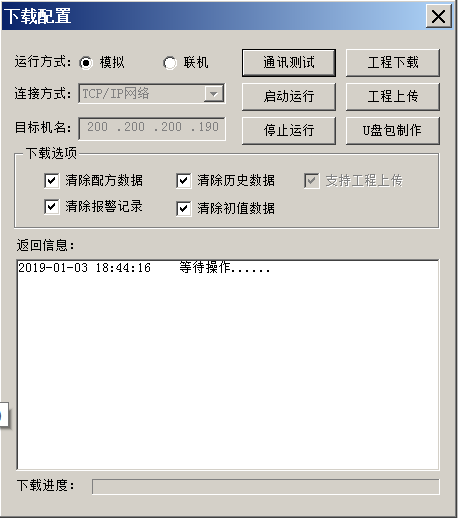 下载配置
运行方式： 模拟 联机 通讯测试 工程下载
连接方式： TCP/IP网络 启动运行 工程上传
目标机名： 200 .200 .200 .190 停止运行 U盘包制作
下载选项
清除配方数据 清除历史数据 支持工程上传
清除报警记录 清除初值数据
返回信息：
2019-01-03 18:44:16 等待操作......
下载进度：